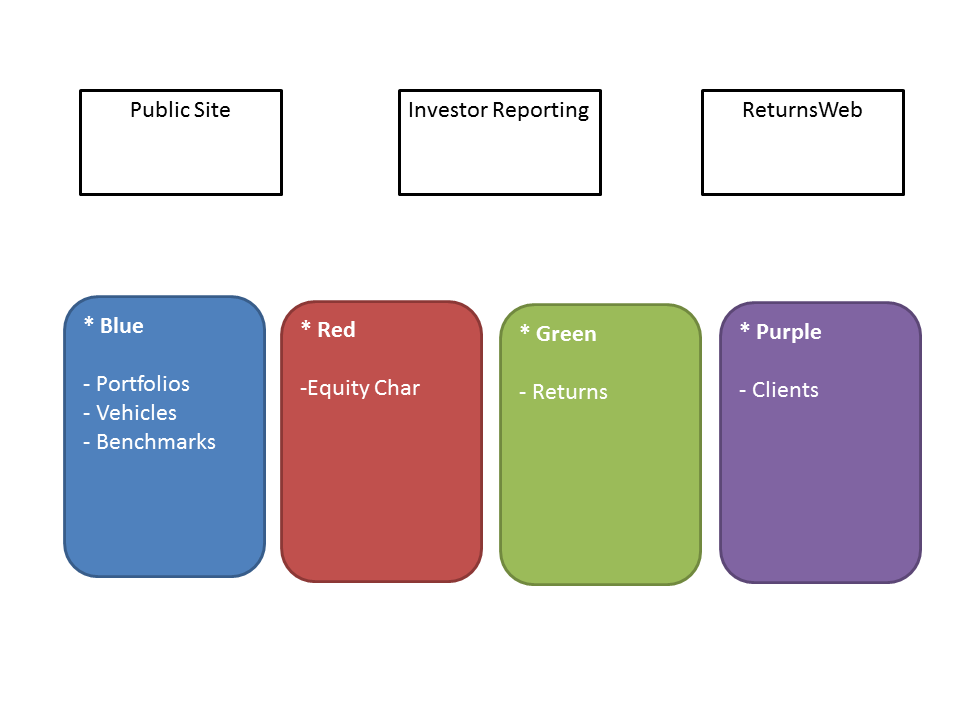 Public Site
Investor Reporting
ReturnsWeb
* Blue
- Portfolios
- Vehicles
- Benchmarks
* Red
-Equity Char
* Green
- Returns
* Purple
- Clients